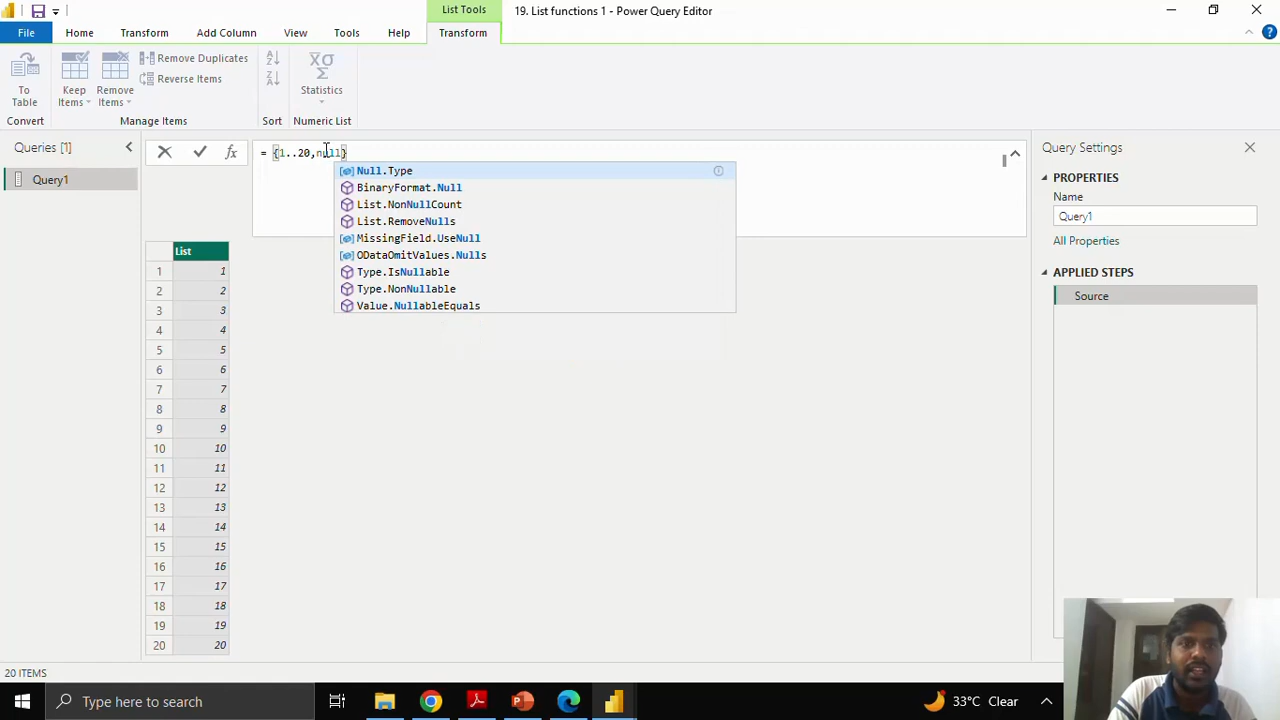 List Tools
19. List functions 1 - Power Query Editor
File Home Transform Add Column View Tools Help Transform
To Table
Keep Items
Remove Items
Remove Duplicates
Reverse Items
Statistics
Convert Manage Items Sort Numeric List
Queries [1]
Query1
= {1..20,null}
Null.Type
BinaryFormat.Null
List.NonNullCount
List.RemoveNulls
MissingField.UseNull
ODataOmitValues.Nulls
Type.IsNullable
Type.NonNullable
Value.NullableEquals
List
1 1
2 2
3 3
4 4
5 5
6 6
7 7
8 8
9 9
10 10
11 11
12 12
13 13
14 14
15 15
16 16
17 17
18 18
19 19
20 20
Query Settings
PROPERTIES
Name
Query1
All Properties
APPLIED STEPS
Source
20 ITEMS
Type here to search
33°C Clear